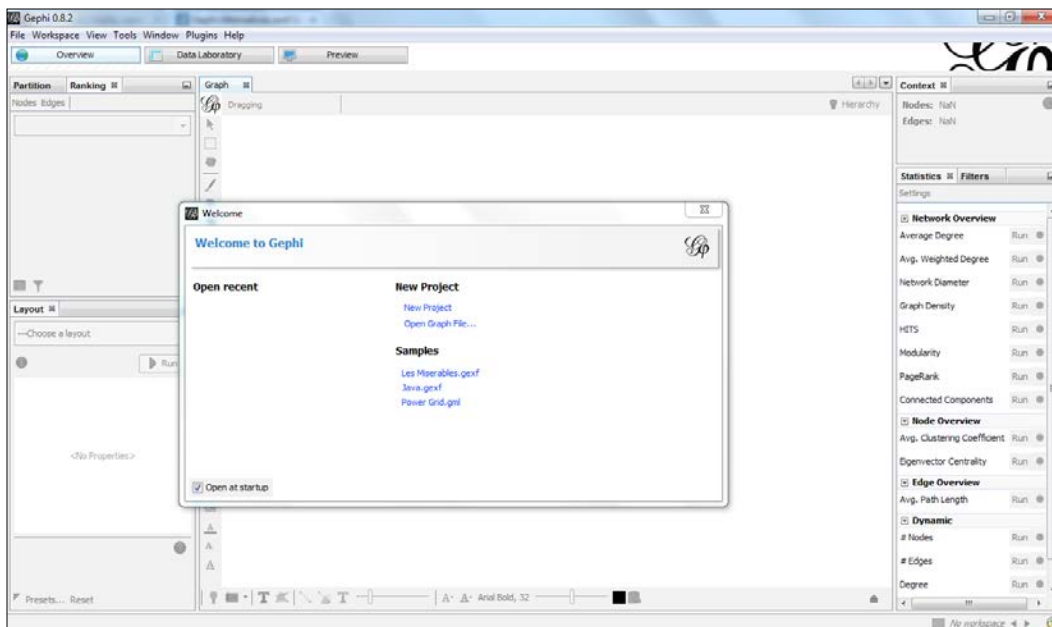 Gephi 0.8.2
File Workspace View Tools Window Plugins Help
Overview Data Laboratory Preview
Partition Ranking
Nodes Edges
Graph
Dragging
Hierarchy
Context
Nodes: NaN
Edges: NaN
Statistics Filters
Settings
Network Overview
Average Degree Run
Avg. Weighted Degree Run
Network Diameter Run
Graph Density Run
HITS Run
Modularity Run
PageRank Run
Connected Components Run
Node Overview
Avg. Clustering Coefficient Run
Eigenvector Centrality Run
Edge Overview
Avg. Path Length Run
Dynamic
# Nodes Run
# Edges Run
Degree Run
Welcome
Welcome to Gephi
Open recent
New Project
New Project
Open Graph File...
Samples
Les Miserables.gexf
Java.gexf
Power Grid.gml
Open at startup
Layout
---Choose a layout
Run
<No Properties>
Presets... Reset
Arial Bold, 32
No workspace